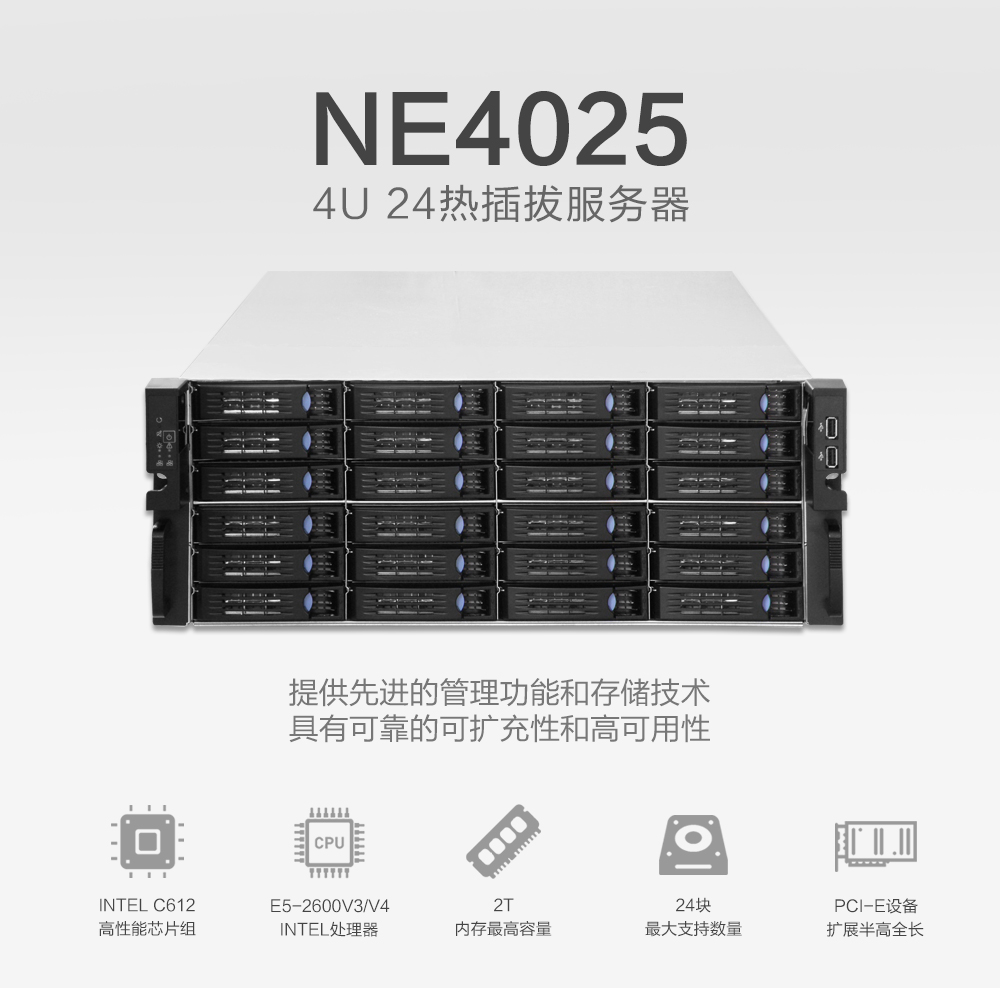 NE4025
4U 24热插拔服务器
提供先进的管理功能和存储技术
具有可靠的可扩充性和高可用性
CPU
INTEL C612
高性能芯片组
E5-2600V3/V4
INTEL处理器
2T
内存最高容量
24块
最大支持数量
PCI-E设备
扩展半高全长